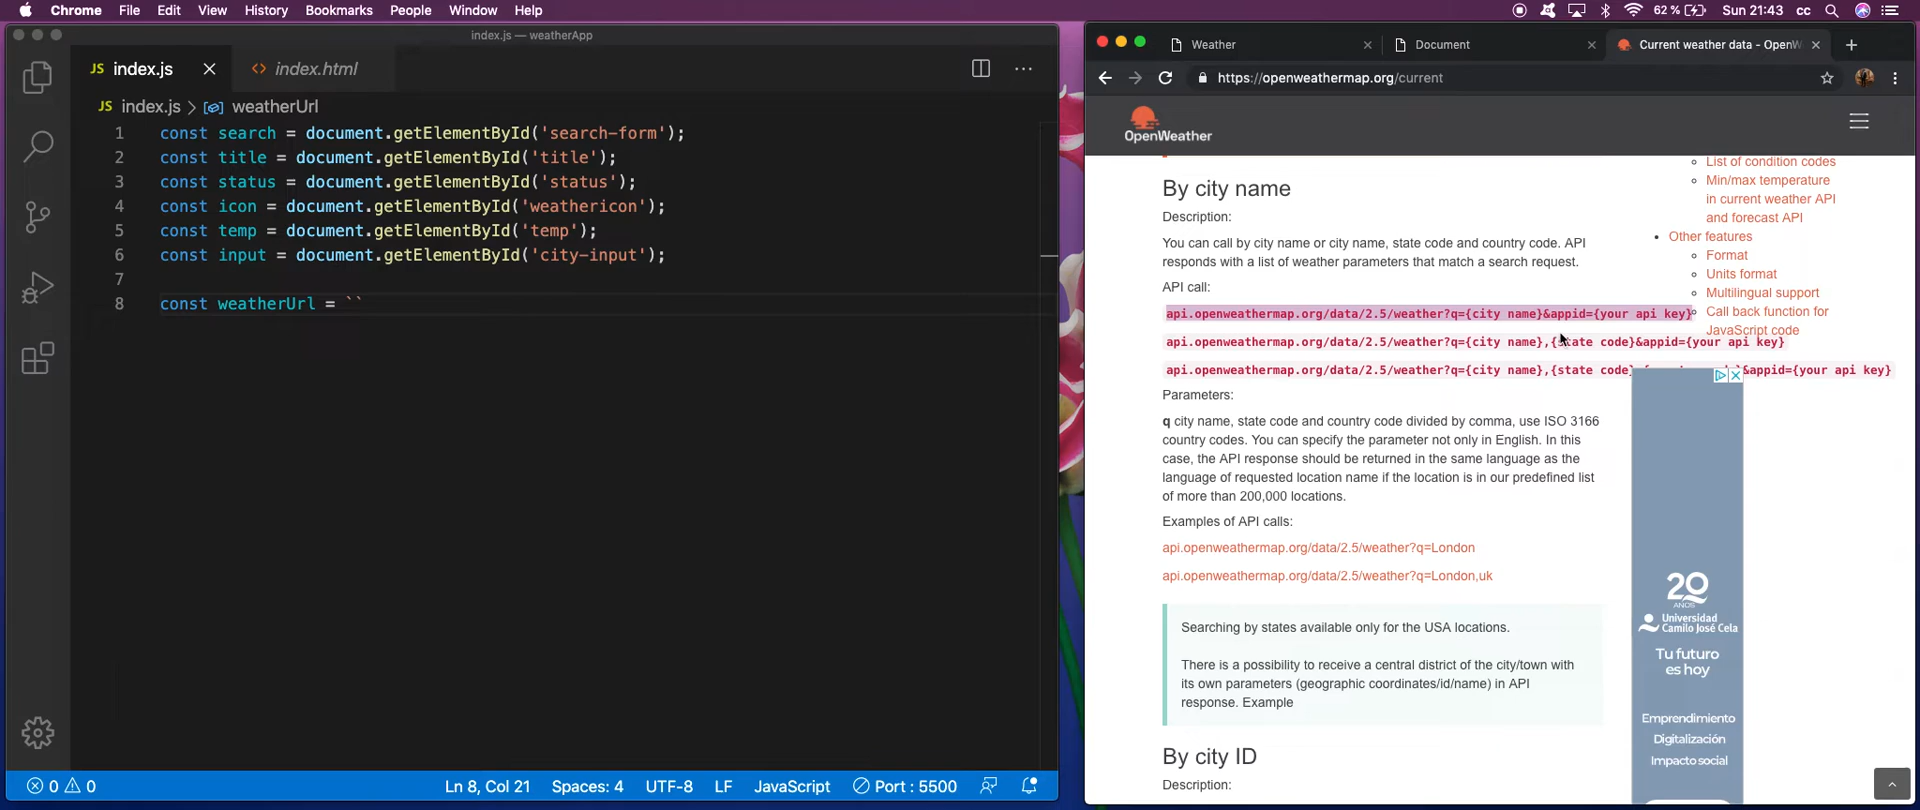 Chrome File Edit View History Bookmarks People Window Help
62 % Sun 21:43 cc
index.js — weatherApp
JS index.js × <> index.html ...
JS index.js > weatherUrl
1 const search = document.getElementById('search-form');
2 const title = document.getElementById('title');
3 const status = document.getElementById('status');
4 const icon = document.getElementById('weathericon');
5 const temp = document.getElementById('temp');
6 const input = document.getElementById('city-input');
7
8 const weatherUrl = ``
0 0 Ln 8, Col 21 Spaces: 4 UTF-8 LF JavaScript Port : 5500
Weather × Document × Current weather data - OpenW × +
https://openweathermap.org/current
OpenWeather
By city name
Description:
You can call by city name or city name, state code and country code. API
responds with a list of weather parameters that match a search request.
API call:
api.openweathermap.org/data/2.5/weather?q={city name}&appid={your api key}
api.openweathermap.org/data/2.5/weather?q={city name},{state code}&appid={your api key}
api.openweathermap.org/data/2.5/weather?q={city name},{state code} &appid={your api key}
Parameters:
q city name, state code and country code divided by comma, use ISO 3166
country codes. You can specify the parameter not only in English. In this
case, the API response should be returned in the same language as the
language of requested location name if the location is in our predefined list
of more than 200,000 locations.
Examples of API calls:
api.openweathermap.org/data/2.5/weather?q=London
api.openweathermap.org/data/2.5/weather?q=London,uk
Searching by states available only for the USA locations.
There is a possibility to receive a central district of the city/town with
its own parameters (geographic coordinates/id/name) in API
response. Example
By city ID
Description:
List of condition codes
Min/max temperature
in current weather API
and forecast API
Other features
Format
Units format
Multilingual support
Call back function for
JavaScript code
20
AÑOS
Universidad
Camilo José Cela
Tu futuro
es hoy
Emprendimiento
Digitalización
Impacto social